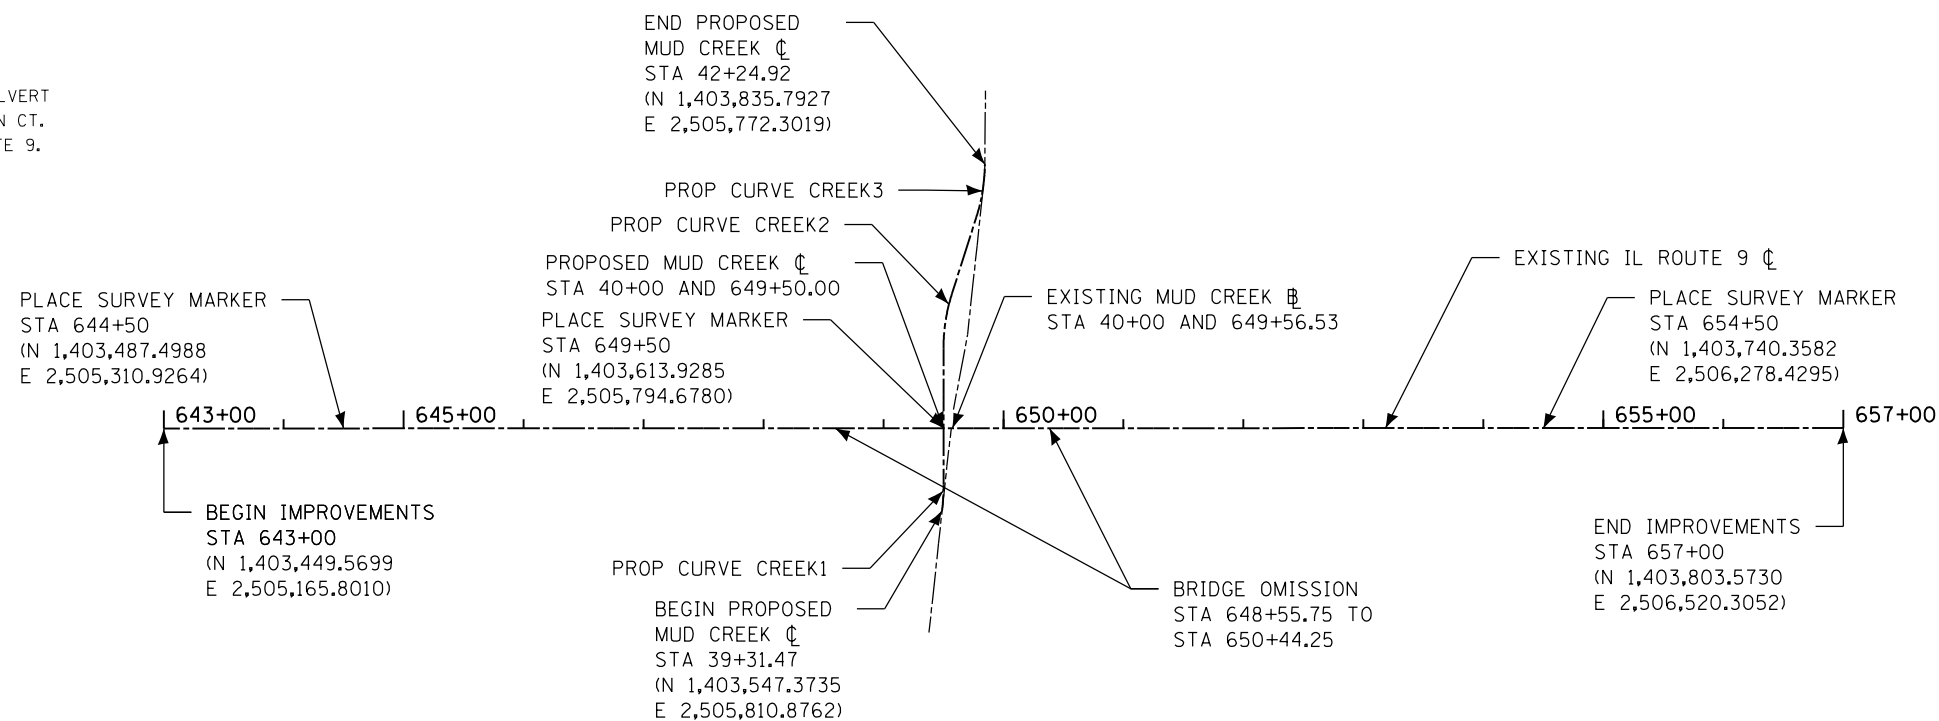 LVERT
N CT.
TE 9.
END PROPOSED
MUD CREEK ℄
STA 42+24.92
(N 1,403,835.7927
E 2,505,772.3019)
PROP CURVE CREEK3
PROP CURVE CREEK2
PROPOSED MUD CREEK ℄
STA 40+00 AND 649+50.00
PLACE SURVEY MARKER
STA 649+50
(N 1,403,613.9285
E 2,505,794.6780)
PLACE SURVEY MARKER
STA 644+50
(N 1,403,487.4988
E 2,505,310.9264)
EXISTING MUD CREEK BL
STA 40+00 AND 649+56.53
EXISTING IL ROUTE 9 ℄
PLACE SURVEY MARKER
STA 654+50
(N 1,403,740.3582
E 2,506,278.4295)
643+00 645+00 650+00 655+00 657+00
BEGIN IMPROVEMENTS
STA 643+00
(N 1,403,449.5699
E 2,505,165.8010)
PROP CURVE CREEK1
BEGIN PROPOSED
MUD CREEK ℄
STA 39+31.47
(N 1,403,547.3735
E 2,505,810.8762)
BRIDGE OMISSION
STA 648+55.75 TO
STA 650+44.25
END IMPROVEMENTS
STA 657+00
(N 1,403,803.5730
E 2,506,520.3052)